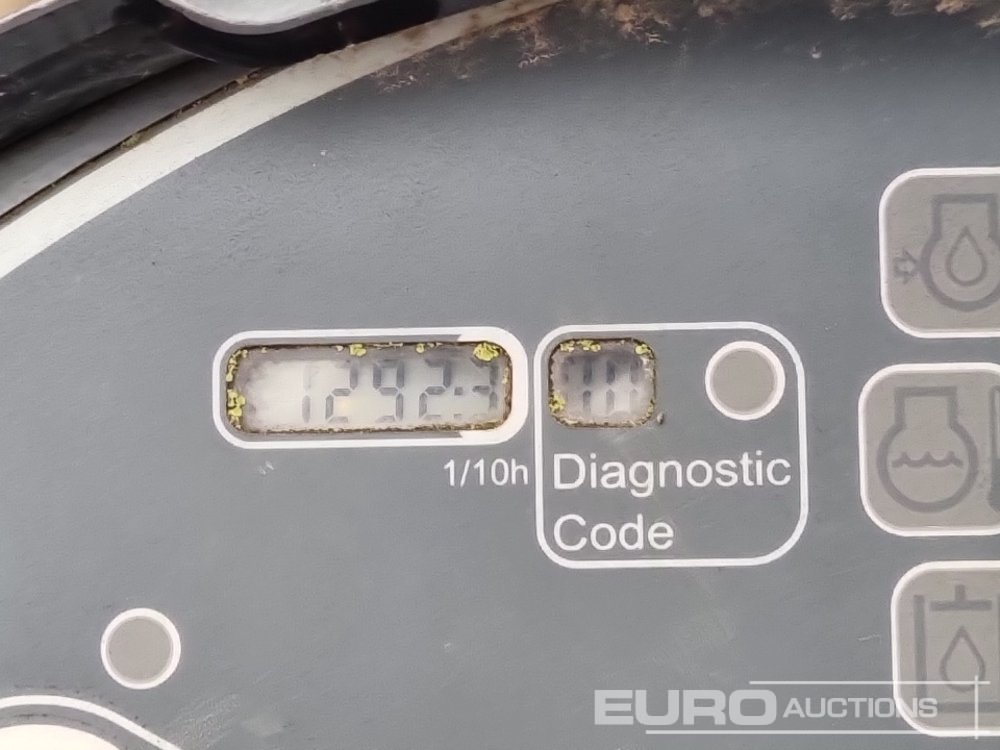 1292.3
1/10h
Diagnostic
Code
EURO AUCTIONS